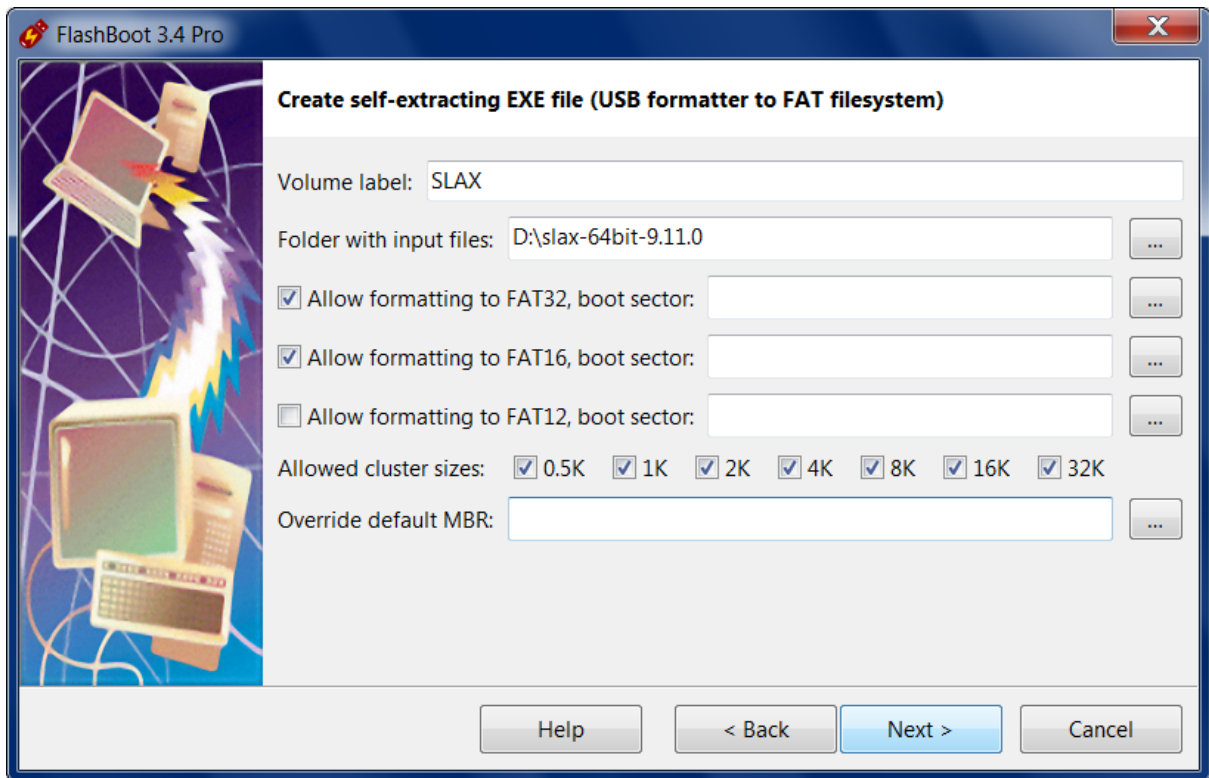 FlashBoot 3.4 Pro
Create self-extracting EXE file (USB formatter to FAT filesystem)
Volume label: SLAX
Folder with input files: D:\slax-64bit-9.11.0 ...
Allow formatting to FAT32, boot sector: ...
Allow formatting to FAT16, boot sector: ...
Allow formatting to FAT12, boot sector: ...
Allowed cluster sizes: 0.5K 1K 2K 4K 8K 16K 32K
Override default MBR: ...
Help < Back Next > Cancel